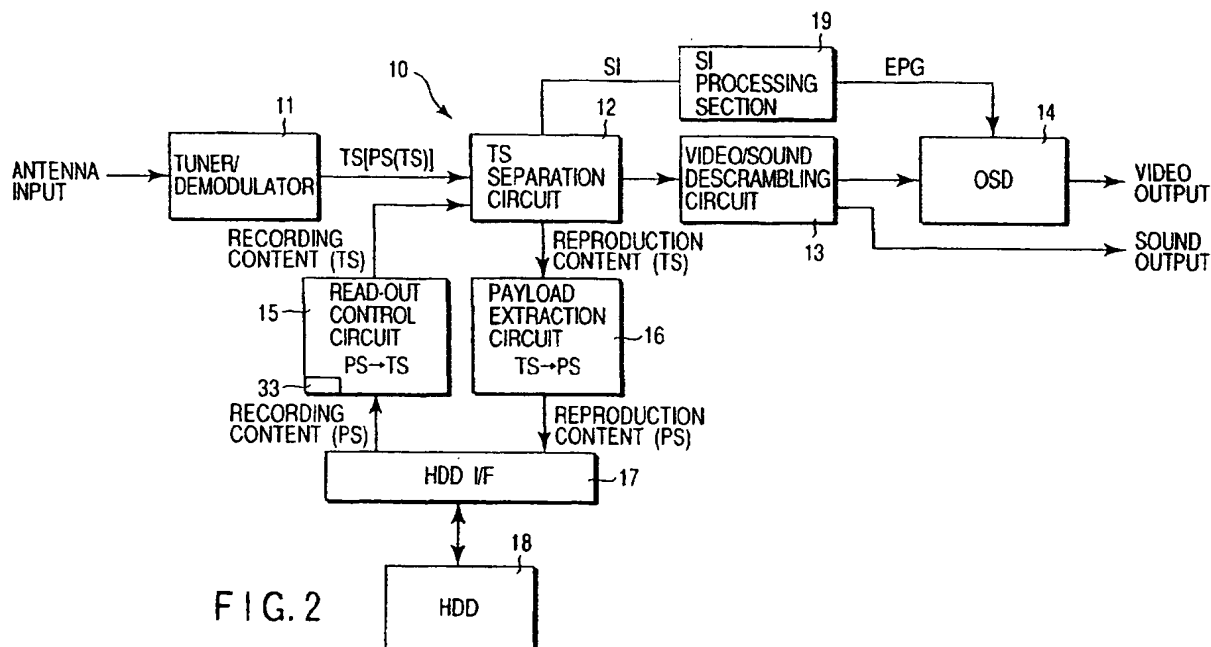 19
SI
SI
PROCESSING
SECTION
EPG
10
11
12
14
ANTENNA
INPUT
TUNER/
DEMODULATOR
TS[PS(TS)]
TS
SEPARATION
CIRCUIT
VIDEO/SOUND
DESCRAMBLING
CIRCUIT
13
OSD
VIDEO
OUTPUT
SOUND
OUTPUT
RECORDING
CONTENT (TS)
REPRODUCTION
CONTENT (TS)
15
READ-OUT
CONTROL
CIRCUIT
PS→TS
33
PAYLOAD
EXTRACTION
CIRCUIT
TS→PS
16
RECORDING
CONTENT (PS)
REPRODUCTION
CONTENT (PS)
HDD I/F
17
18
HDD
FIG. 2